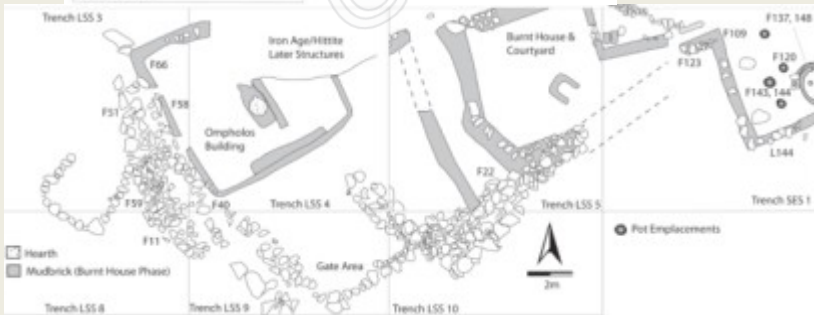 Trench LSS 3
Iron Age/Hittite
Later Structures
Burnt House &
Courtyard
F137, 148
F109
F120
F123
F143, 144
F66
F51
F58
Ompholos
Building
F59
F40
Trench LSS 4
F22
Trench LSS 5
L144
Trench SES 1
F11
Gate Area
Hearth
Mudbrick (Burnt House Phase)
2m
Pot Emplacements
Trench LSS 8
Trench LSS 9
Trench LSS 10